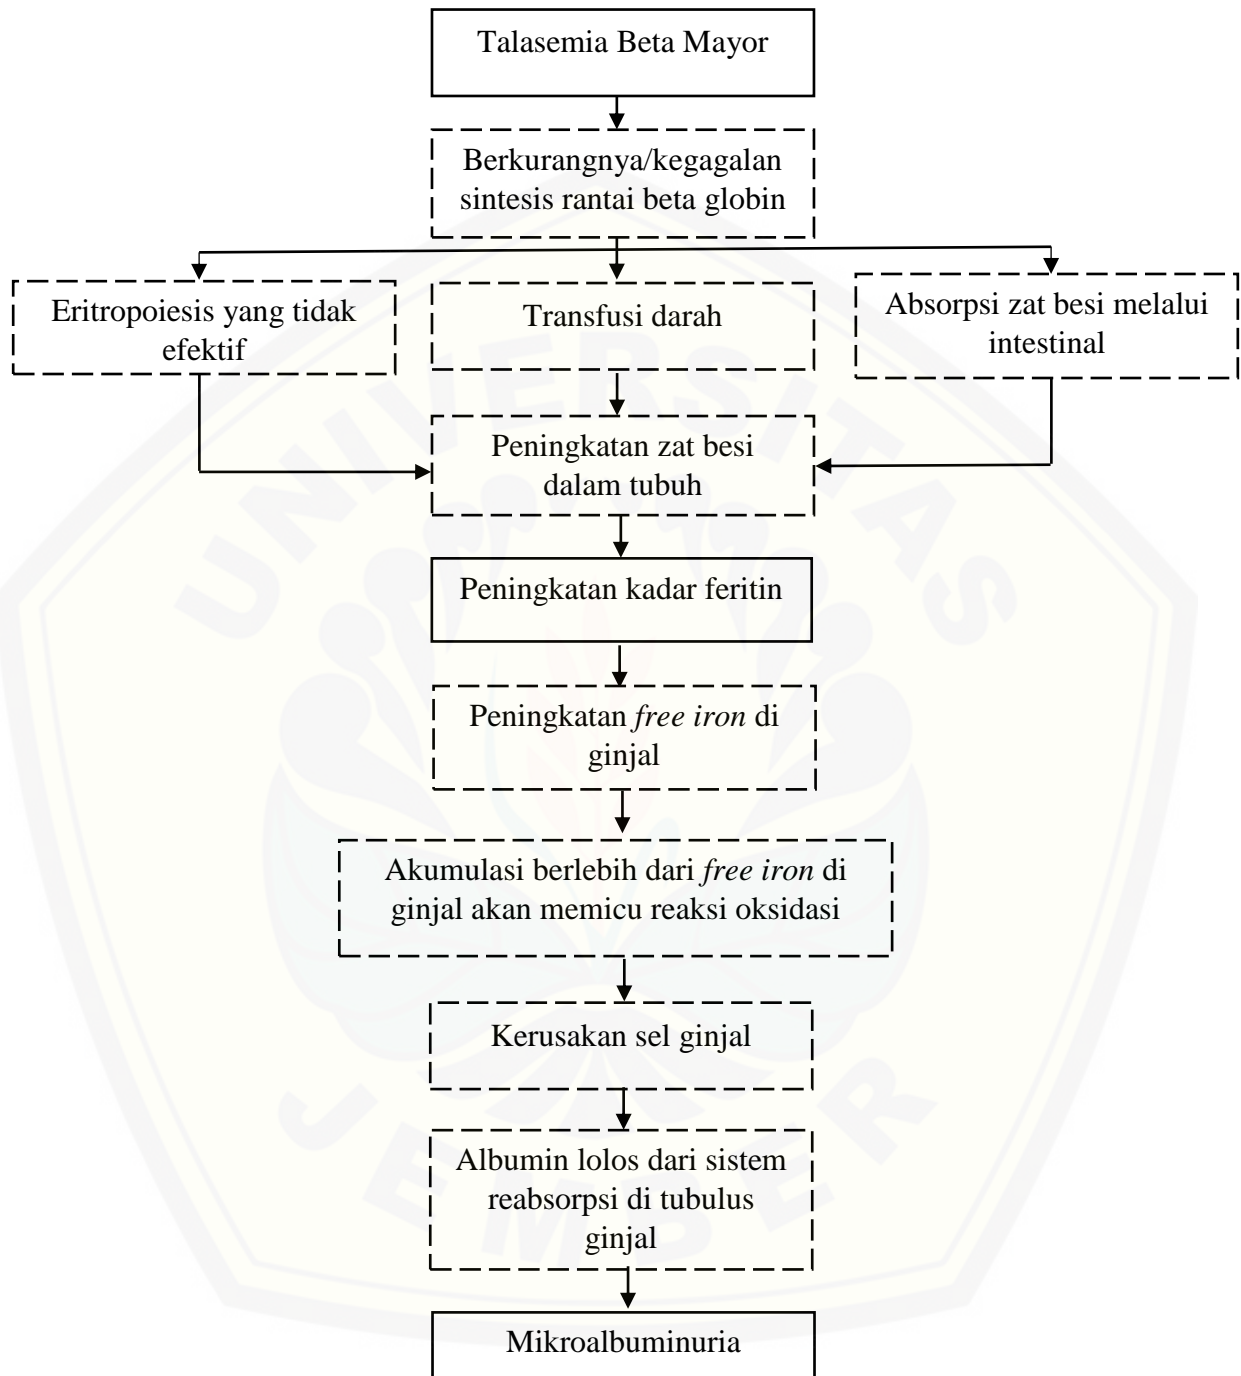 Talasemia Beta Mayor
Berkurangnya/kegagalan
sintesis rantai beta globin
Eritropoiesis yang tidak
efektif
Transfusi darah
Absorpsi zat besi melalui
intestinal
Peningkatan zat besi
dalam tubuh
Peningkatan kadar feritin
Peningkatan free iron di
ginjal
Akumulasi berlebih dari free iron di
ginjal akan memicu reaksi oksidasi
Kerusakan sel ginjal
Albumin lolos dari sistem
reabsorpsi di tubulus
ginjal
Mikroalbuminuria
UNIVERSITAS
JEMBER